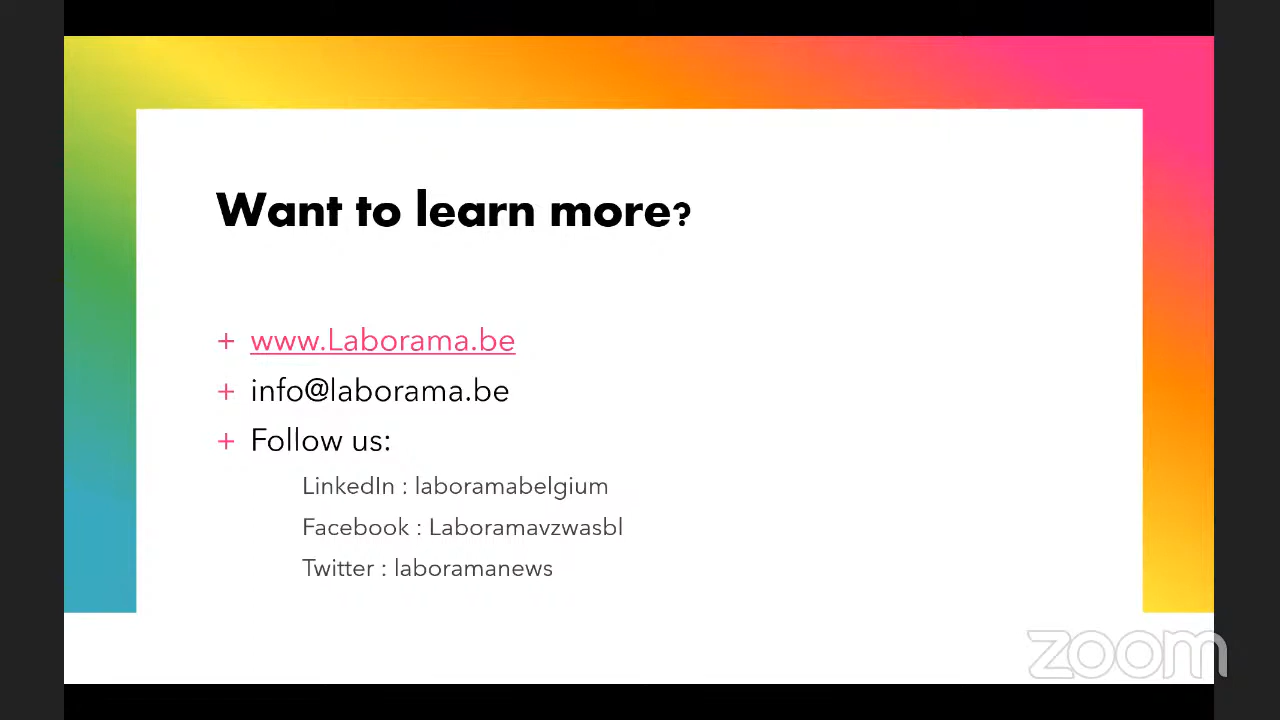 Want to learn more?
+ www.Laborama.be
+ info@laborama.be
+ Follow us:
LinkedIn : laboramabelgium
Facebook : Laboramavzwasbl
Twitter : laboramanews
zoom